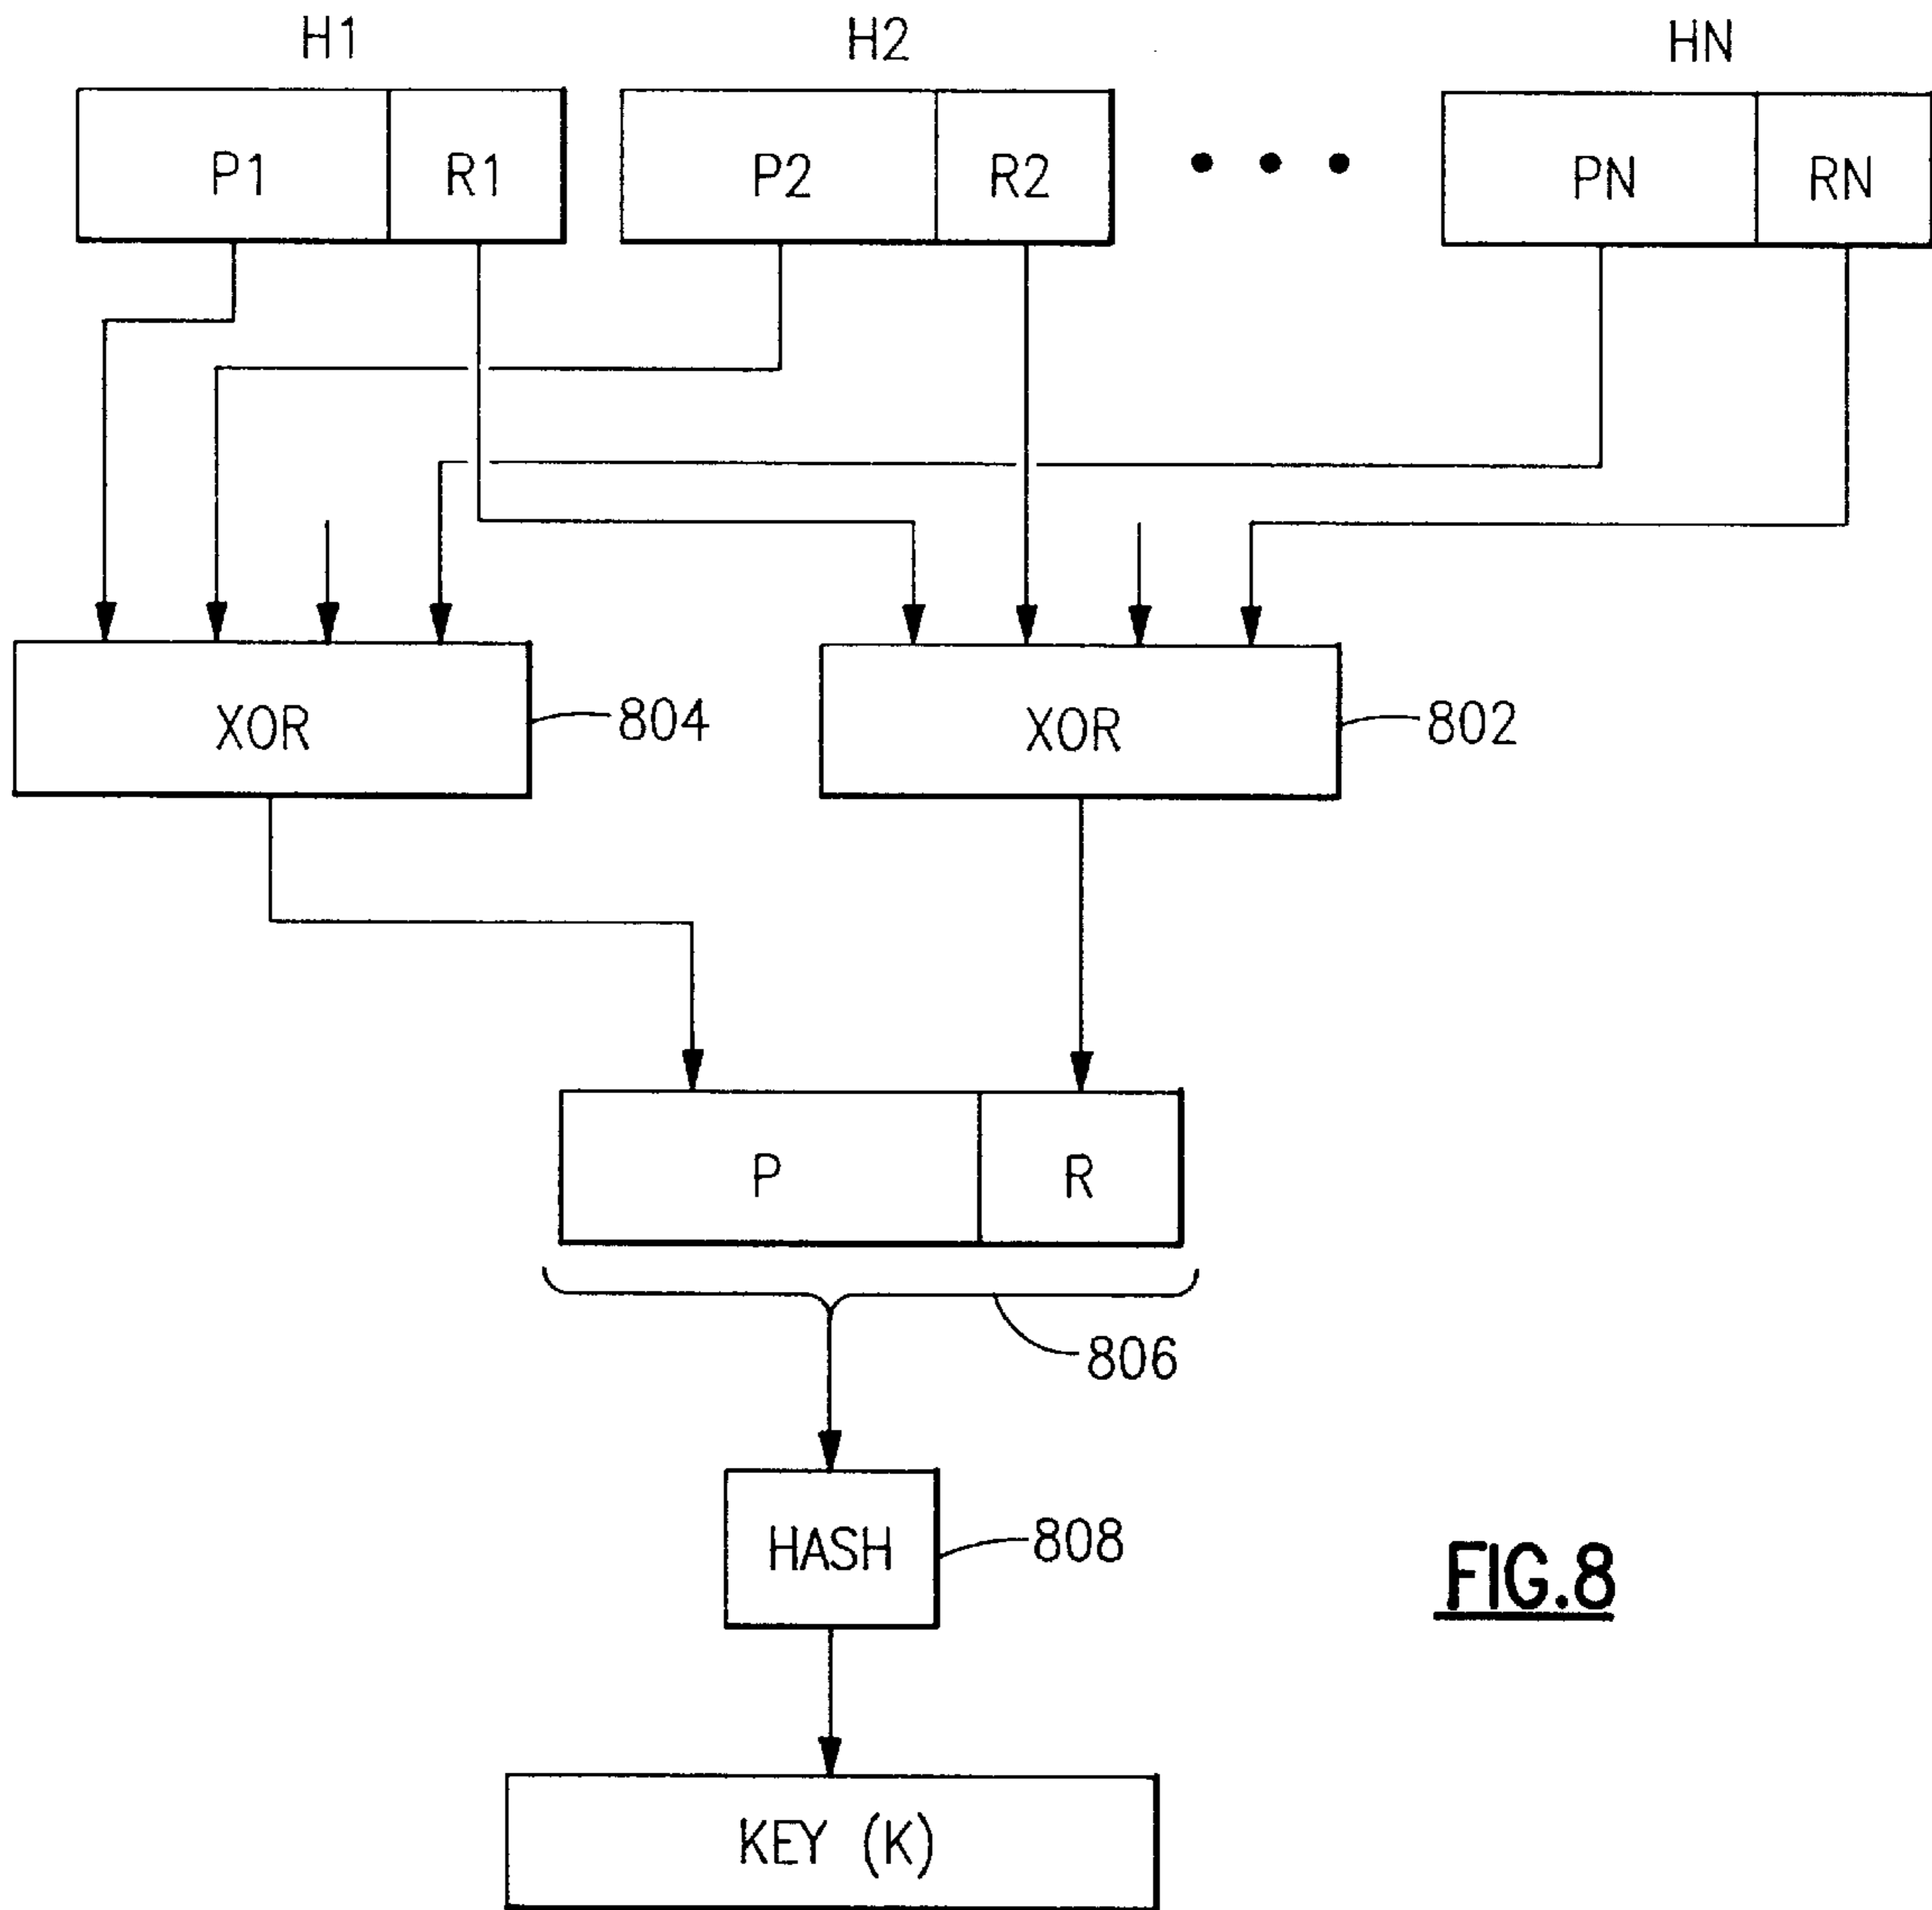 H1 H2 HN
P1 R1 P2 R2 PN RN
XOR 804 XOR 802
P R
806
HASH 808
FIG.8
KEY (K)